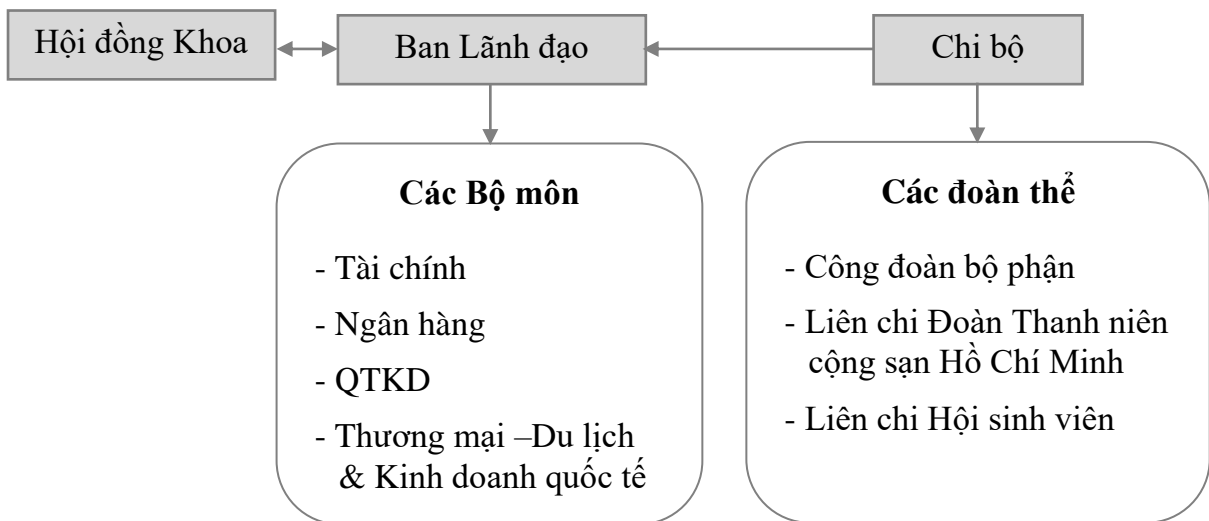 Hội đồng Khoa
Ban Lãnh đạo
Chi bộ
Các Bộ môn
- Tài chính
- Ngân hàng
- QTKD
- Thương mại –Du lịch
& Kinh doanh quốc tế
Các đoàn thể
- Công đoàn bộ phận
- Liên chi Đoàn Thanh niên
cộng sạn Hồ Chí Minh
- Liên chi Hội sinh viên